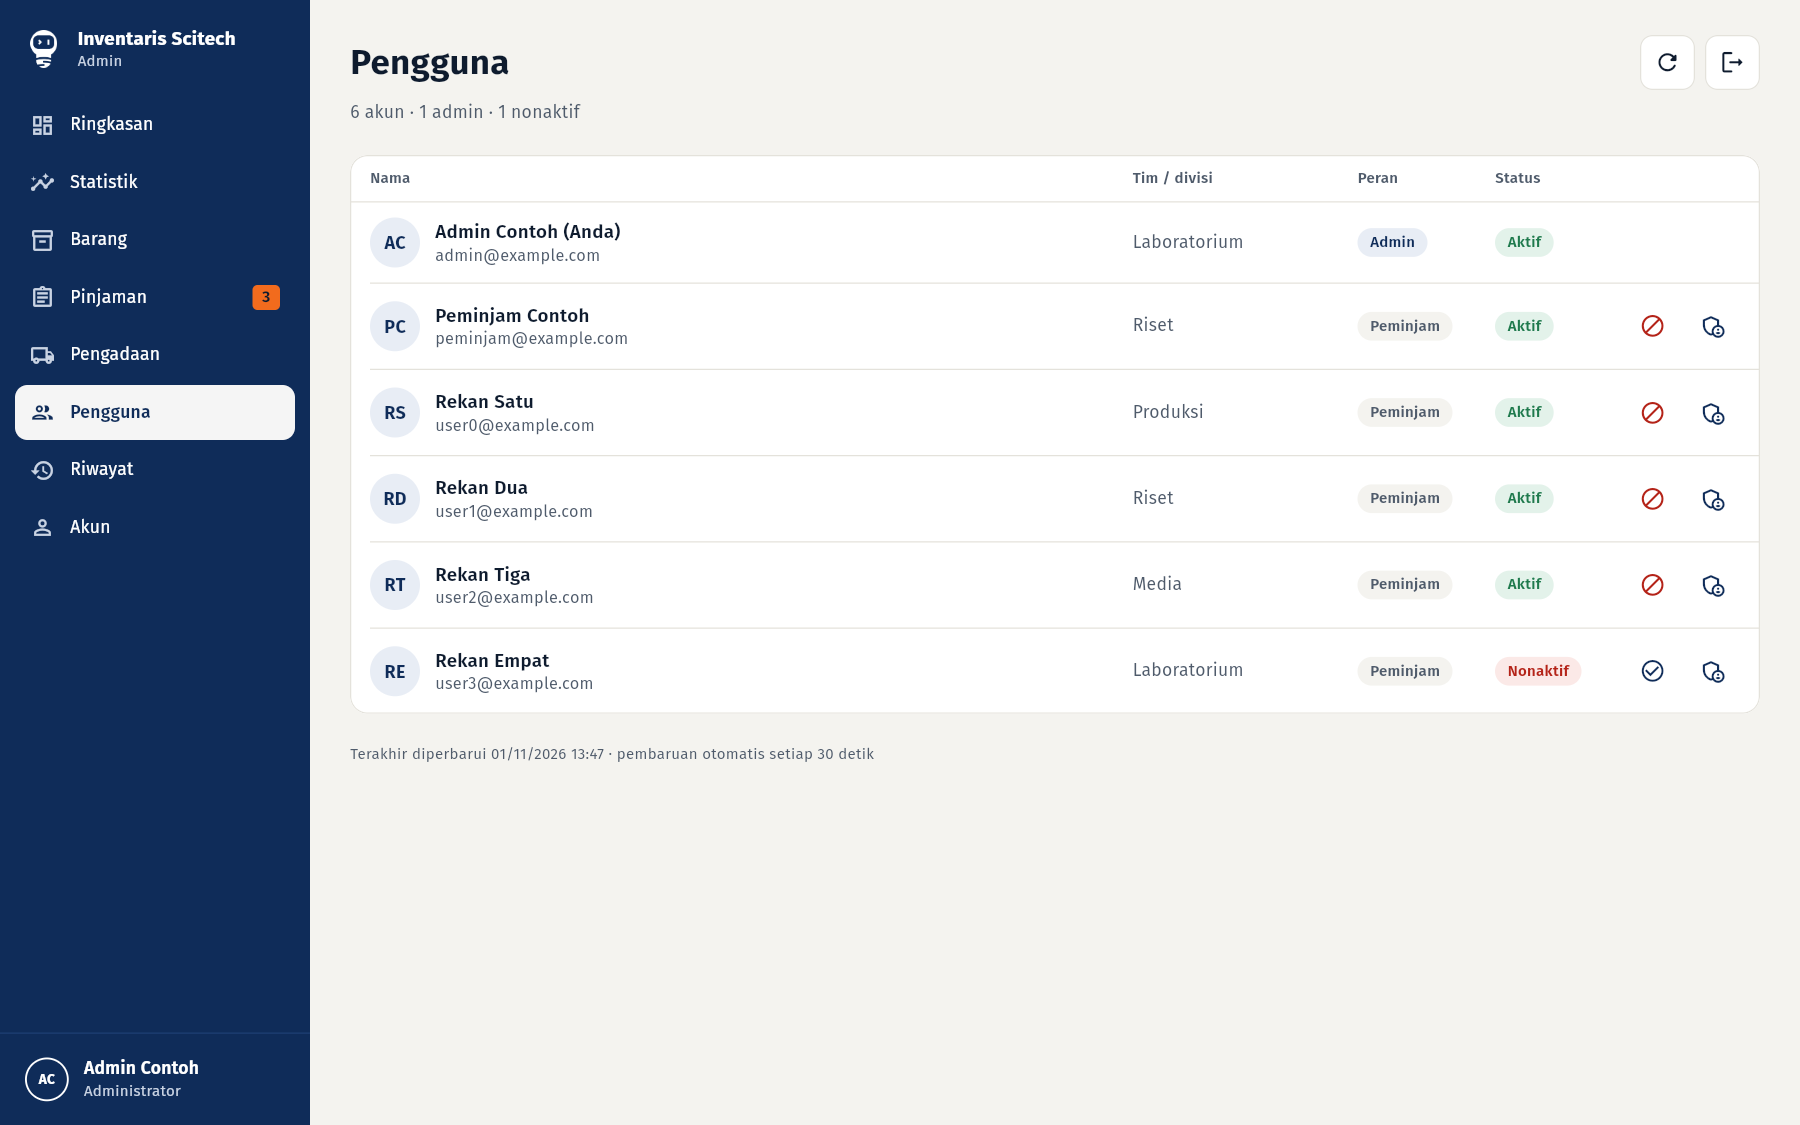 Inventaris Scitech
Admin
Ringkasan
Statistik
Barang
Pinjaman 3
Pengadaan
Pengguna
Riwayat
Akun
AC Admin Contoh
Administrator
Pengguna
6 akun · 1 admin · 1 nonaktif
Nama Tim / divisi Peran Status
AC Admin Contoh (Anda) Laboratorium Admin Aktif
admin@example.com
PC Peminjam Contoh Riset Peminjam Aktif
peminjam@example.com
RS Rekan Satu Produksi Peminjam Aktif
user0@example.com
RD Rekan Dua Riset Peminjam Aktif
user1@example.com
RT Rekan Tiga Media Peminjam Aktif
user2@example.com
RE Rekan Empat Laboratorium Peminjam Nonaktif
user3@example.com
Terakhir diperbarui 01/11/2026 13:47 · pembaruan otomatis setiap 30 detik